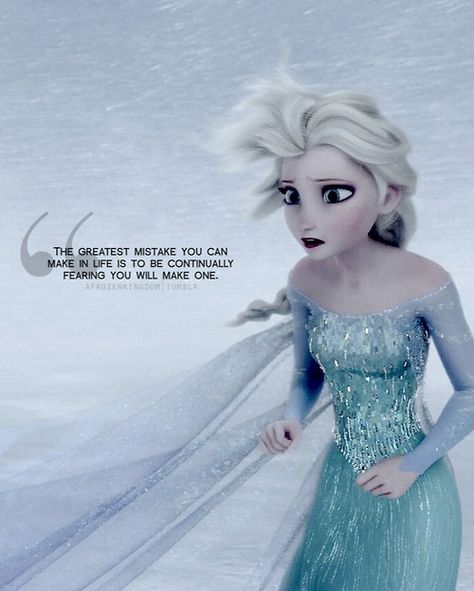 THE GREATEST MISTAKE YOU CAN
MAKE IN LIFE IS TO BE CONTINUALLY
FEARING YOU WILL MAKE ONE.
AFROZENKINGDOM|TUMBLR